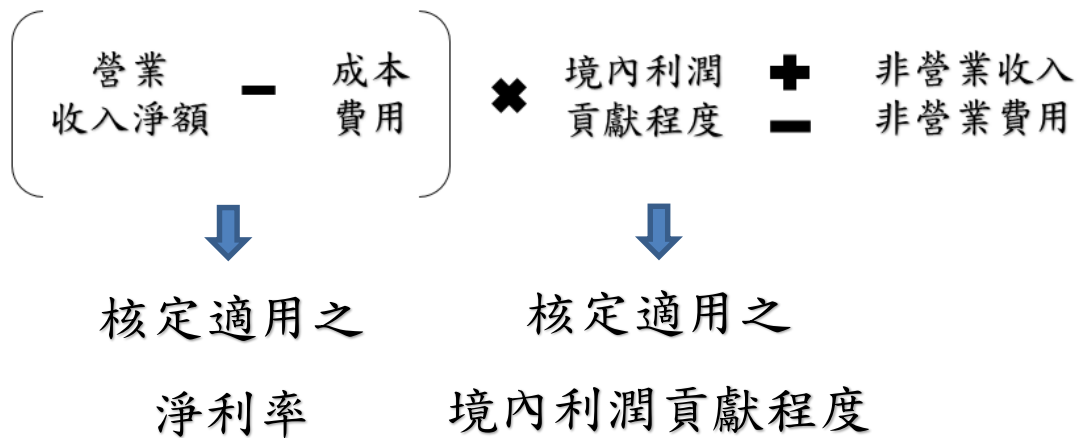 營業 － 成本 ✖ 境內利潤 ✚ 非營業收入
收入淨額 費用 貢獻程度 － 非營業費用
核定適用之 核定適用之
淨利率 境內利潤貢獻程度